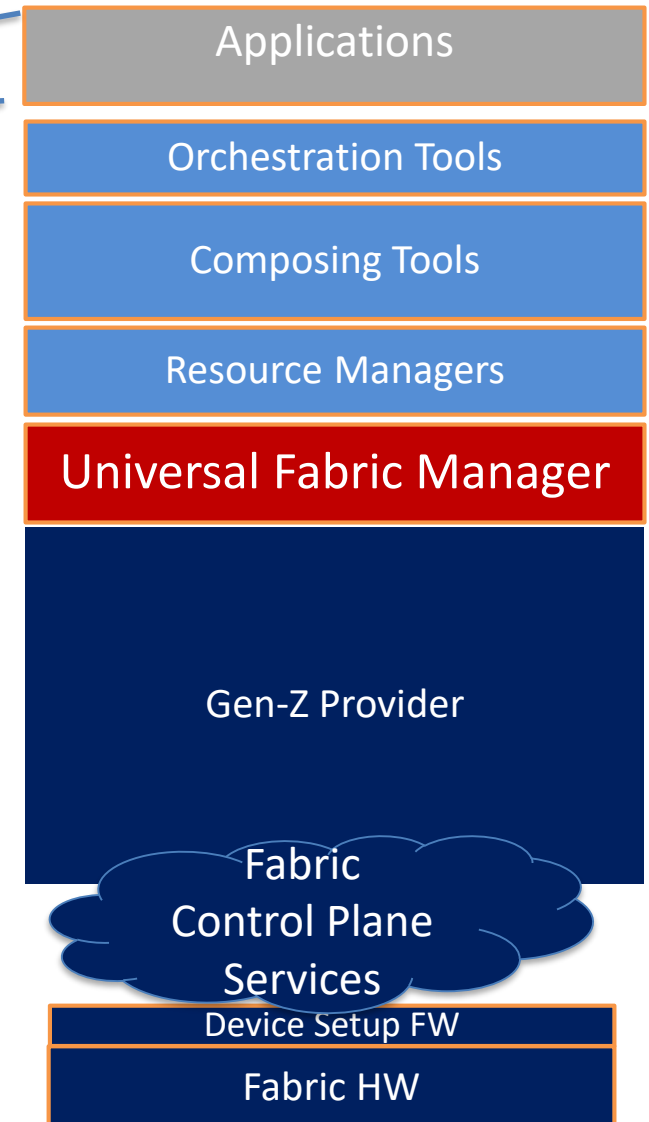 Applications
Orchestration Tools
Composing Tools
Resource Managers
Universal Fabric Manager
Gen-Z Provider
Fabric
Control Plane
Services
Device Setup FW
Fabric HW